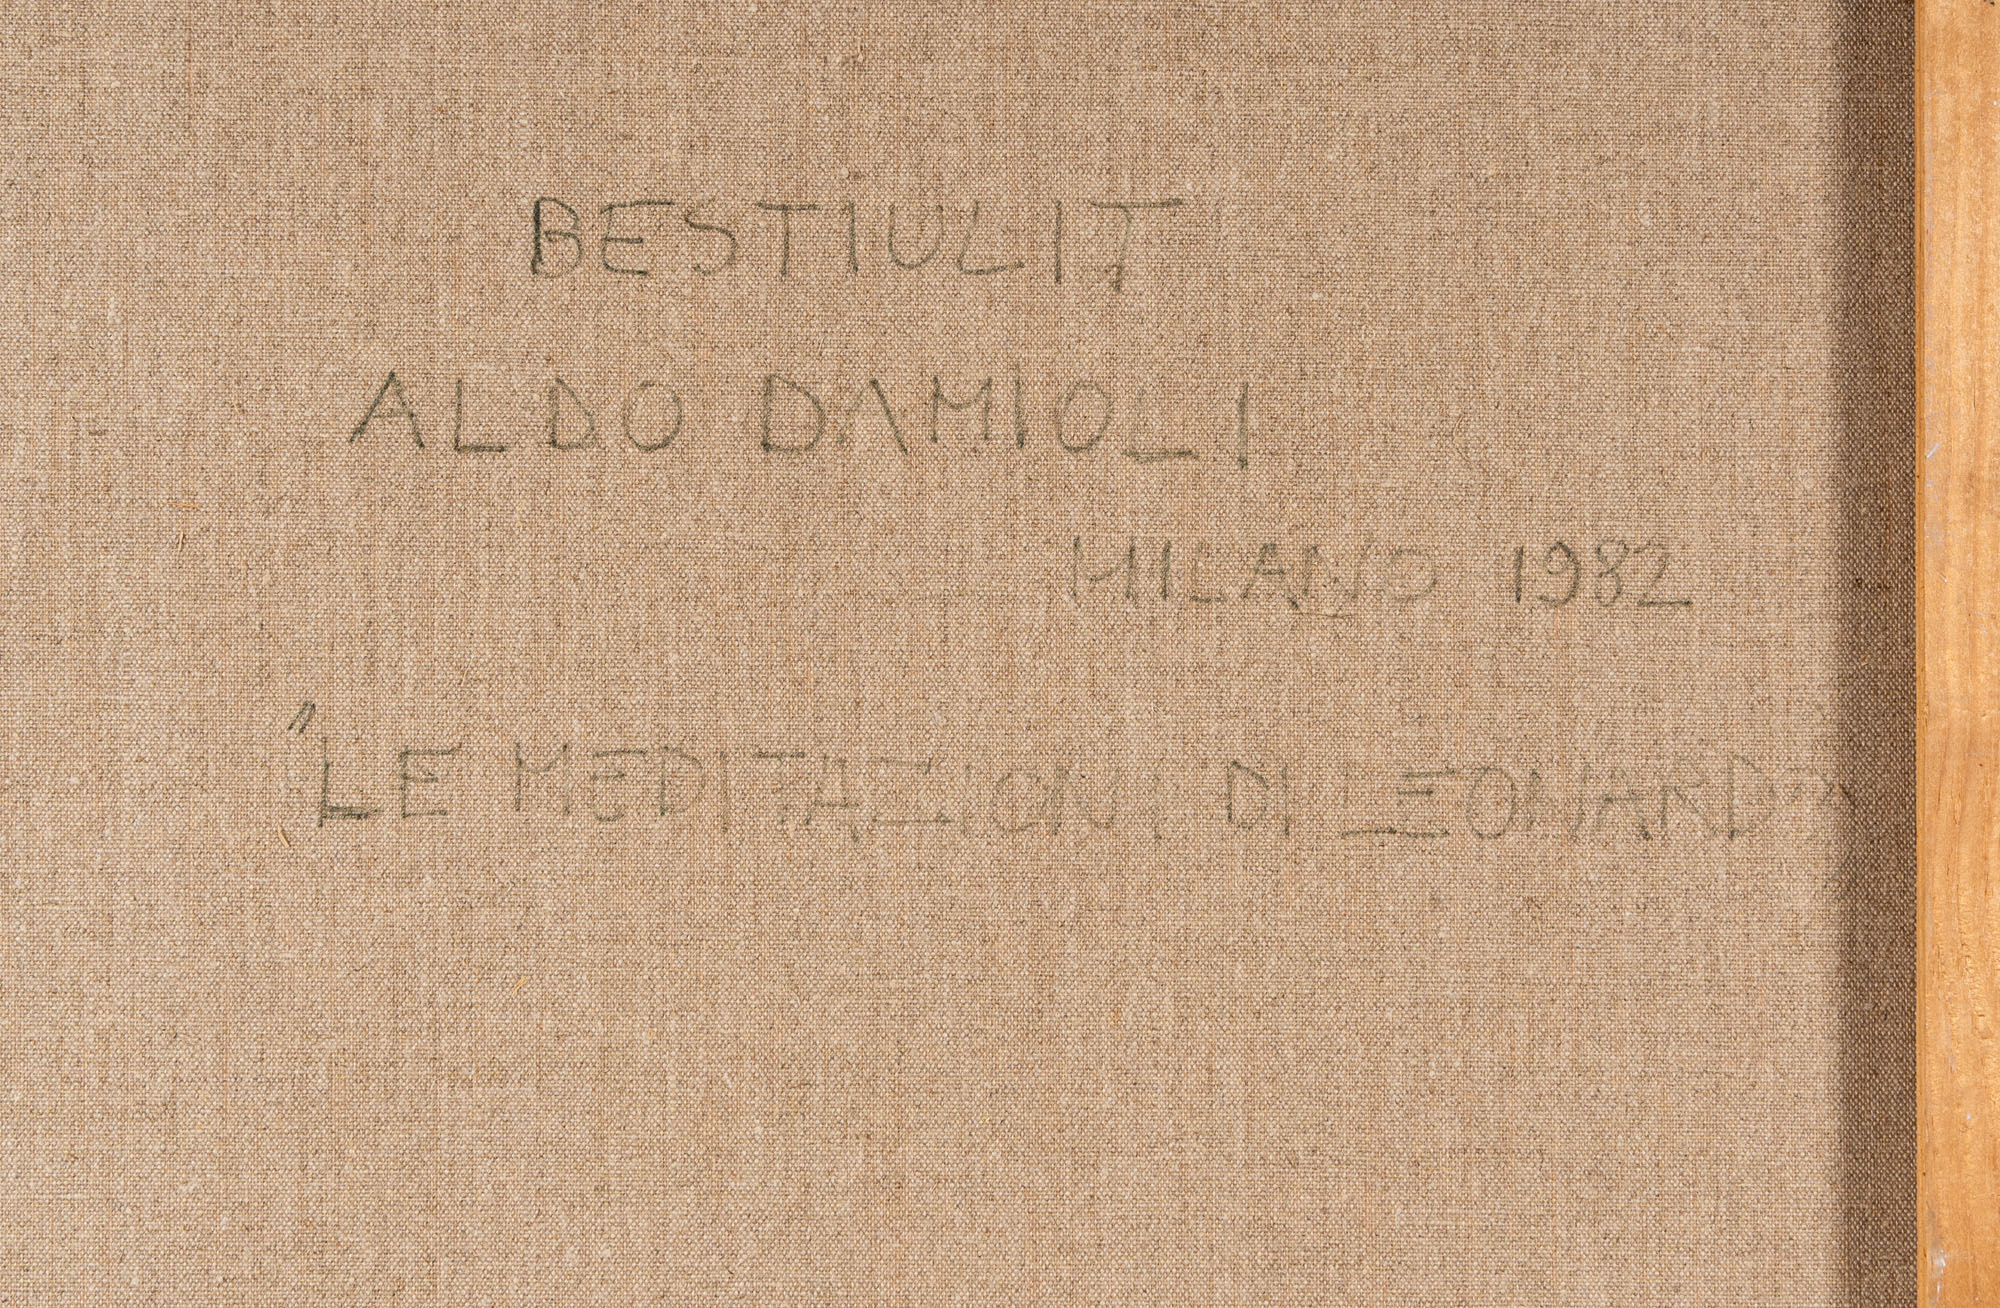 BESTIULIT
ALDO DAMIOLI
MILANO 1982
"LE MEDITAZIONI DI LEONARDO"